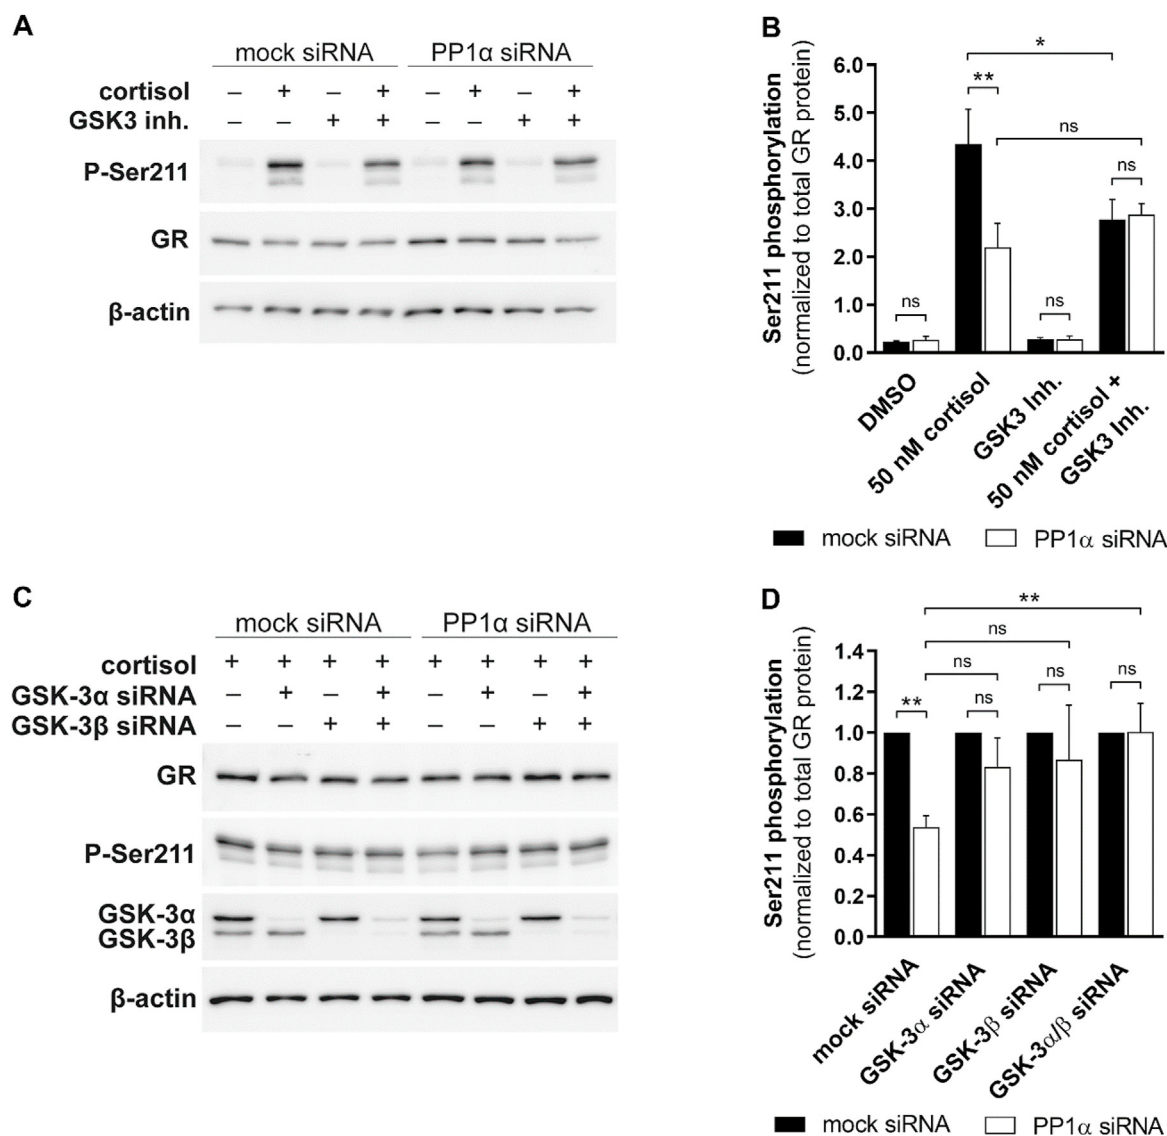 A
mock siRNA PP1α siRNA
cortisol – + – + – + – +
GSK3 inh. – – + + – – + +
P-Ser211
GR
β-actin
B
Ser211 phosphorylation
(normalized to total GR protein)
6.0
5.0
4.0
3.0
2.0
1.0
0.0
*
**
ns
ns
ns
ns
DMSO
50 nM cortisol
GSK3 Inh.
50 nM cortisol +
GSK3 Inh.
mock siRNA PP1α siRNA
C
mock siRNA PP1α siRNA
cortisol + + + + + + + +
GSK-3α siRNA – + – + – + – +
GSK-3β siRNA – – + + – – + +
GR
P-Ser211
GSK-3α
GSK-3β
β-actin
D
Ser211 phosphorylation
(normalized to total GR protein)
1.4
1.2
1.0
0.8
0.6
0.4
0.2
0.0
**
ns
ns
** ns ns ns
mock siRNA
GSK-3α siRNA
GSK-3β siRNA
GSK-3α/β siRNA
mock siRNA PP1α siRNA